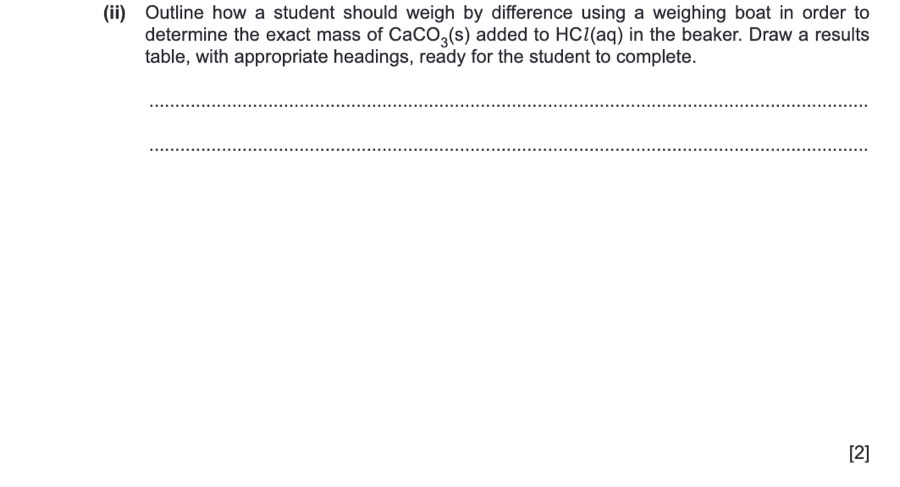 (ii) Outline how a student should weigh by difference using a weighing boat in order to
determine the exact mass of CaCO₃(s) added to HCl(aq) in the beaker. Draw a results
table, with appropriate headings, ready for the student to complete.
[2]